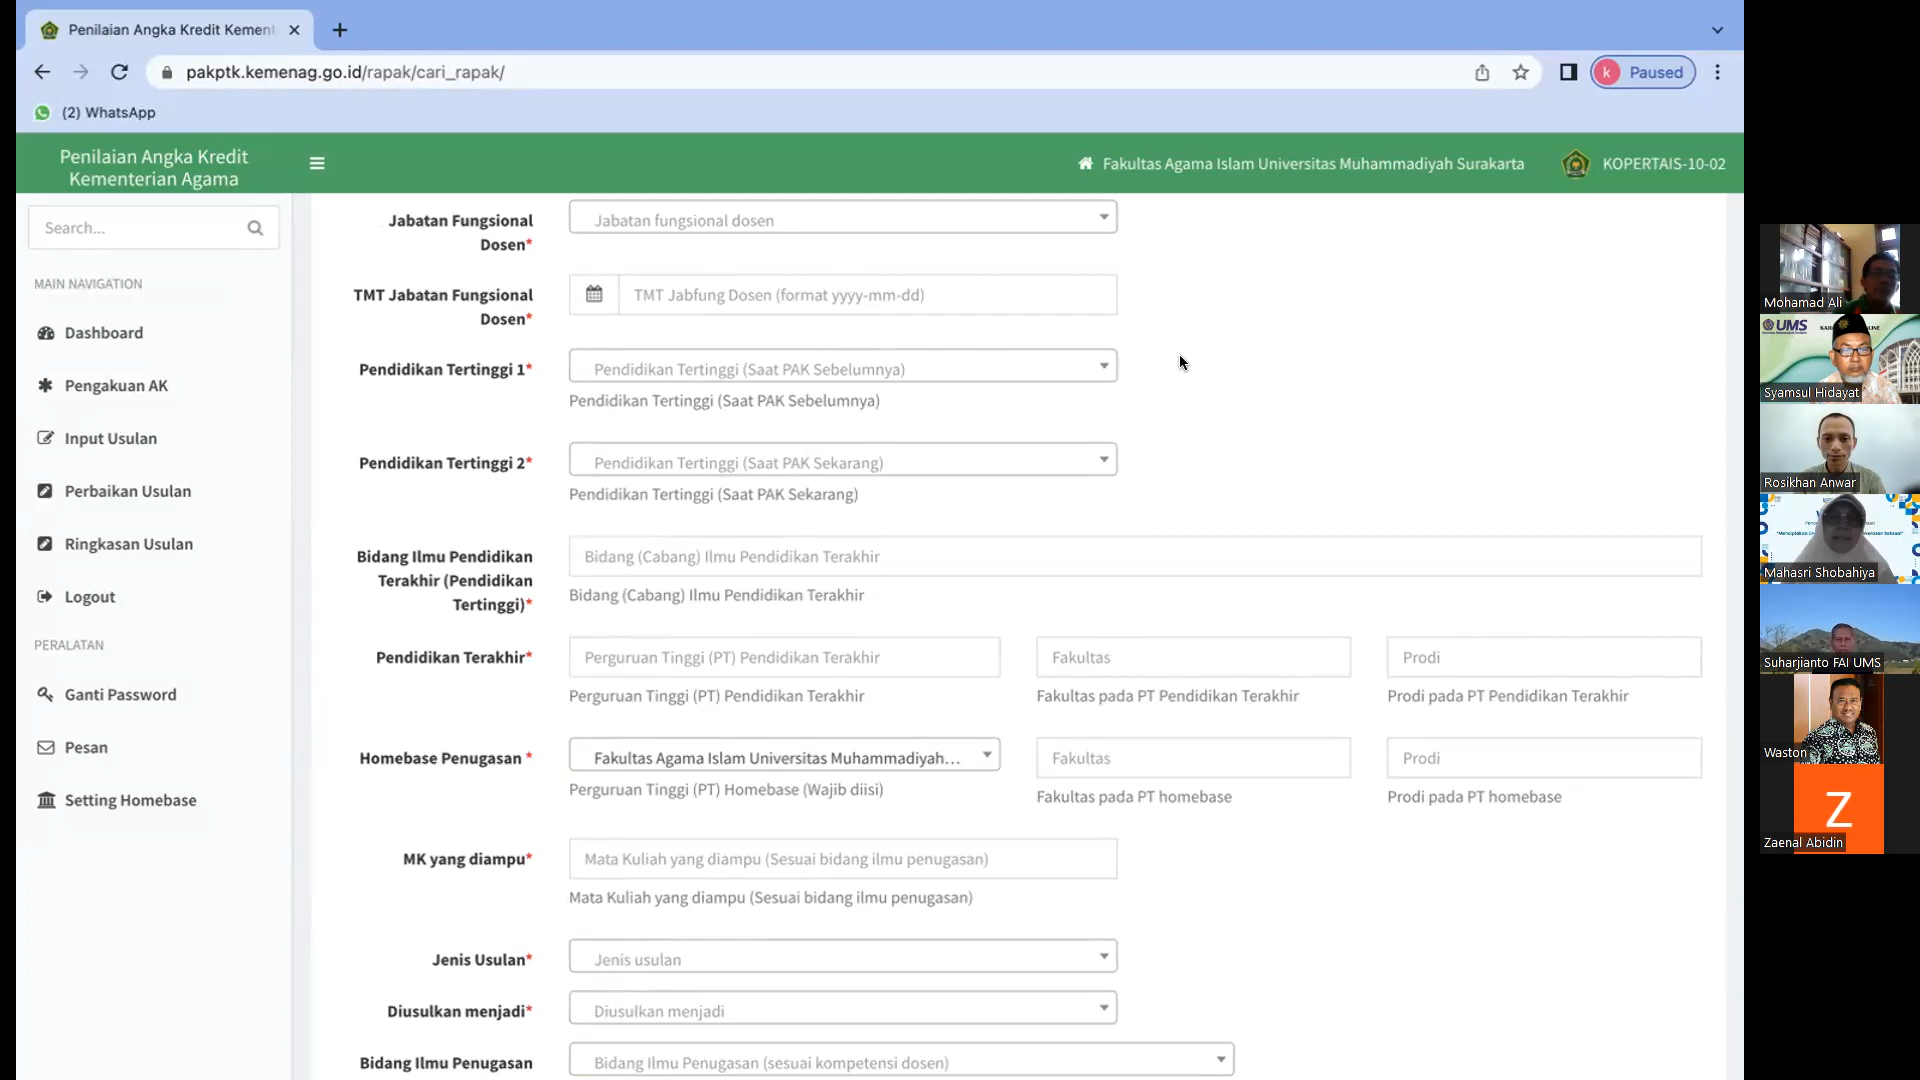 Penilaian Angka Kredit Kement
pakptk.kemenag.go.id/rapak/cari_rapak/
k Paused
(2) WhatsApp
Penilaian Angka Kredit
Kementerian Agama
Fakultas Agama Islam Universitas Muhammadiyah Surakarta
KOPERTAIS-10-02
Search...
MAIN NAVIGATION
Dashboard
Pengakuan AK
Input Usulan
Perbaikan Usulan
Ringkasan Usulan
Logout
PERALATAN
Ganti Password
Pesan
Setting Homebase
Jabatan Fungsional
Dosen*
Jabatan fungsional dosen
TMT Jabatan Fungsional
Dosen*
TMT Jabfung Dosen (format yyyy-mm-dd)
Pendidikan Tertinggi 1*
Pendidikan Tertinggi (Saat PAK Sebelumnya)
Pendidikan Tertinggi (Saat PAK Sebelumnya)
Pendidikan Tertinggi 2*
Pendidikan Tertinggi (Saat PAK Sekarang)
Pendidikan Tertinggi (Saat PAK Sekarang)
Bidang Ilmu Pendidikan
Terakhir (Pendidikan
Tertinggi)*
Bidang (Cabang) Ilmu Pendidikan Terakhir
Bidang (Cabang) Ilmu Pendidikan Terakhir
Pendidikan Terakhir*
Perguruan Tinggi (PT) Pendidikan Terakhir
Fakultas
Prodi
Perguruan Tinggi (PT) Pendidikan Terakhir
Fakultas pada PT Pendidikan Terakhir
Prodi pada PT Pendidikan Terakhir
Homebase Penugasan *
Fakultas Agama Islam Universitas Muhammadiyah...
Fakultas
Prodi
Perguruan Tinggi (PT) Homebase (Wajib diisi)
Fakultas pada PT homebase
Prodi pada PT homebase
MK yang diampu*
Mata Kuliah yang diampu (Sesuai bidang ilmu penugasan)
Mata Kuliah yang diampu (Sesuai bidang ilmu penugasan)
Jenis Usulan*
Jenis usulan
Diusulkan menjadi*
Diusulkan menjadi
Bidang Ilmu Penugasan
Bidang Ilmu Penugasan (sesuai kompetensi dosen)
Mohamad Ali
UMS
Syamsul Hidayat
Rosikhan Anwar
Mahasri Shobahiya
Suharjianto FAI UMS
Waston
Z
Zaenal Abidin